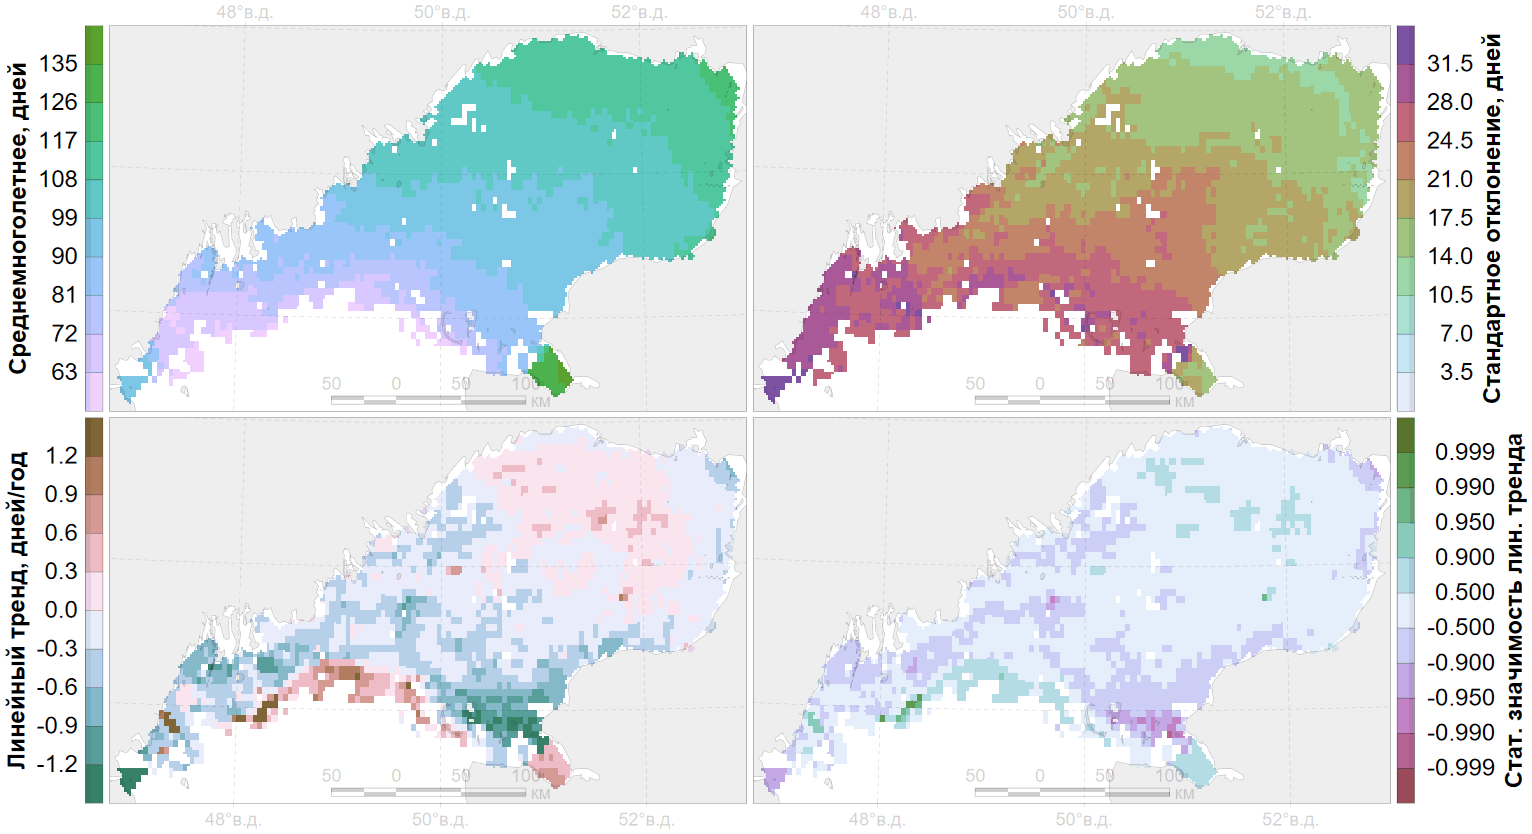 48°в.д. 50°в.д. 52°в.д. 48°в.д. 50°в.д. 52°в.д.
Среднемноголетнее, дней
135
126
117
108
99
90
81
72
63
50 0 50 100
км
50 0 50 100
км
31.5
28.0
24.5
21.0
17.5
14.0
10.5
7.0
3.5
Стандартное отклонение, дней
Линейный тренд, дней/год
1.2
0.9
0.6
0.3
0.0
-0.3
-0.6
-0.9
-1.2
50 0 50 100
км
50 0 50 100
км
0.999
0.990
0.950
0.900
0.500
-0.500
-0.900
-0.950
-0.990
-0.999
Стат. значимость лин. тренда
48°в.д. 50°в.д. 52°в.д. 48°в.д. 50°в.д. 52°в.д.